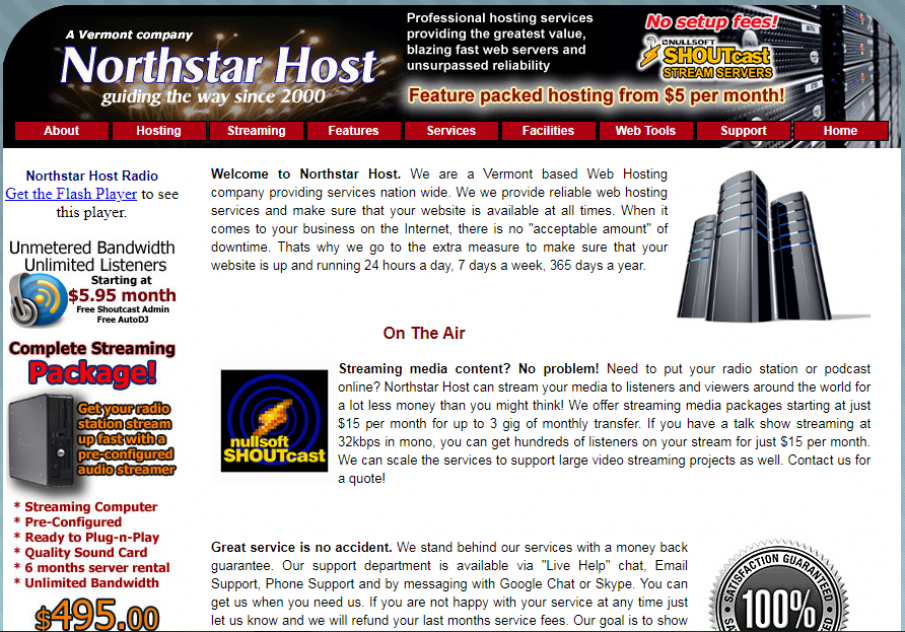 A Vermont company
Northstar Host
guiding the way since 2000
Professional hosting services
providing the greatest value,
blazing fast web servers and
unsurpassed reliability
No setup fees!
NULLSOFT
SHOUTcast
STREAM SERVERS
Feature packed hosting from $5 per month!
About Hosting Streaming Features Services Facilities Web Tools Support Home
Northstar Host Radio
Get the Flash Player to see
this player.
Unmetered Bandwidth
Unlimited Listeners
Starting at
$5.95 month
Free Shoutcast Admin
Free AutoDJ
Complete Streaming
Package!
Get your radio
station stream
up fast with a
pre-configured
audio streamer
* Streaming Computer
* Pre-Configured
* Ready to Plug-n-Play
* Quality Sound Card
* 6 months server rental
* Unlimited Bandwidth
$495.00
Welcome to Northstar Host. We are a Vermont based Web Hosting
company providing services nation wide. We we provide reliable web hosting
services and make sure that your website is available at all times. When it
comes to your business on the Internet, there is no "acceptable amount" of
downtime. Thats why we go to the extra measure to make sure that your
website is up and running 24 hours a day, 7 days a week, 365 days a year.
On The Air
nullsoft
SHOUTcast
Streaming media content? No problem! Need to put your radio station or podcast
online? Northstar Host can stream your media to listeners and viewers around the world for
a lot less money than you might think! We offer streaming media packages starting at just
$15 per month for up to 3 gig of monthly transfer. If you have a talk show streaming at
32kbps in mono, you can get hundreds of listeners on your stream for just $15 per month.
We can scale the services to support large video streaming projects as well. Contact us for
a quote!
Great service is no accident. We stand behind our services with a money back
guarantee. Our support department is available via "Live Help" chat, Email
Support, Phone Support and by messaging with Google Chat or Skype. You can
get us when you need us. If you are not happy with your service at any time just
let us know and we will refund your last months service fees. Our goal is to show
SATISFACTION GUARANTEED
100%